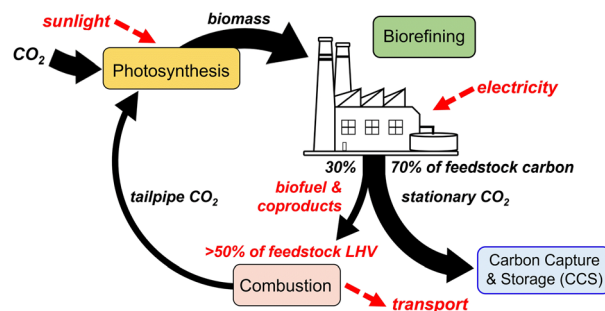 sunlight
biomass
Biorefining
CO₂
Photosynthesis
electricity
30%
70% of feedstock carbon
biofuel &
coproducts
stationary CO₂
tailpipe CO₂
>50% of feedstock LHV
Carbon Capture
& Storage (CCS)
Combustion
transport